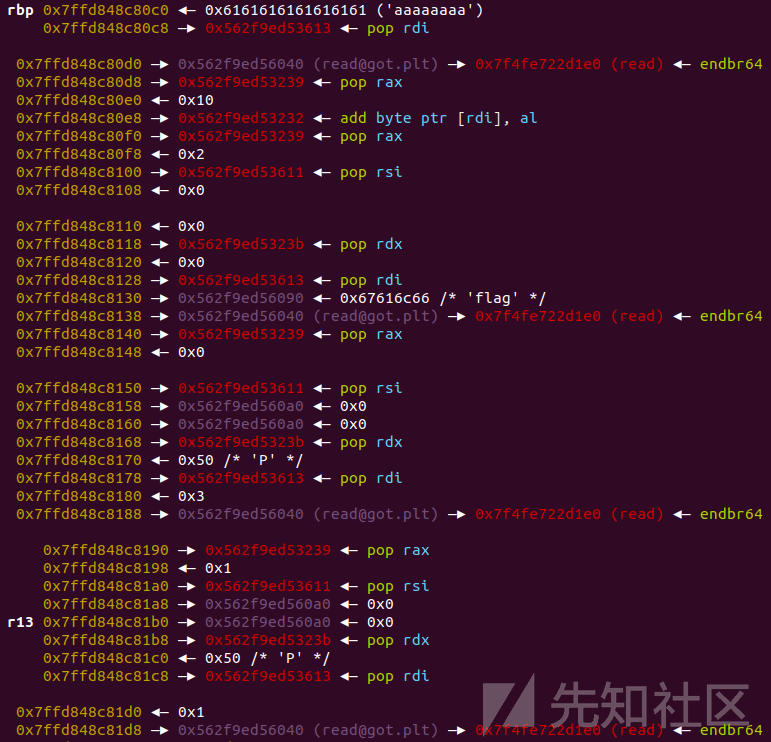 rbp 0x7ffd848c80c0 ◂— 0x6161616161616161 ('aaaaaaaa')
0x7ffd848c80c8 —▸ 0x562f9ed53613 ◂— pop rdi
0x7ffd848c80d0 —▸ 0x562f9ed56040 (read@got.plt) —▸ 0x7f4fe722d1e0 (read) ◂— endbr64
0x7ffd848c80d8 —▸ 0x562f9ed53239 ◂— pop rax
0x7ffd848c80e0 ◂— 0x10
0x7ffd848c80e8 —▸ 0x562f9ed53232 ◂— add byte ptr [rdi], al
0x7ffd848c80f0 —▸ 0x562f9ed53239 ◂— pop rax
0x7ffd848c80f8 ◂— 0x2
0x7ffd848c8100 —▸ 0x562f9ed53611 ◂— pop rsi
0x7ffd848c8108 ◂— 0x0
0x7ffd848c8110 ◂— 0x0
0x7ffd848c8118 —▸ 0x562f9ed5323b ◂— pop rdx
0x7ffd848c8120 ◂— 0x0
0x7ffd848c8128 —▸ 0x562f9ed53613 ◂— pop rdi
0x7ffd848c8130 —▸ 0x562f9ed56090 ◂— 0x67616c66 /* 'flag' */
0x7ffd848c8138 —▸ 0x562f9ed56040 (read@got.plt) —▸ 0x7f4fe722d1e0 (read) ◂— endbr64
0x7ffd848c8140 —▸ 0x562f9ed53239 ◂— pop rax
0x7ffd848c8148 ◂— 0x0
0x7ffd848c8150 —▸ 0x562f9ed53611 ◂— pop rsi
0x7ffd848c8158 —▸ 0x562f9ed560a0 ◂— 0x0
0x7ffd848c8160 —▸ 0x562f9ed560a0 ◂— 0x0
0x7ffd848c8168 —▸ 0x562f9ed5323b ◂— pop rdx
0x7ffd848c8170 ◂— 0x50 /* 'P' */
0x7ffd848c8178 —▸ 0x562f9ed53613 ◂— pop rdi
0x7ffd848c8180 ◂— 0x3
0x7ffd848c8188 —▸ 0x562f9ed56040 (read@got.plt) —▸ 0x7f4fe722d1e0 (read) ◂— endbr64
0x7ffd848c8190 —▸ 0x562f9ed53239 ◂— pop rax
0x7ffd848c8198 ◂— 0x1
0x7ffd848c81a0 —▸ 0x562f9ed53611 ◂— pop rsi
0x7ffd848c81a8 —▸ 0x562f9ed560a0 ◂— 0x0
r13 0x7ffd848c81b0 —▸ 0x562f9ed560a0 ◂— 0x0
0x7ffd848c81b8 —▸ 0x562f9ed5323b ◂— pop rdx
0x7ffd848c81c0 ◂— 0x50 /* 'P' */
0x7ffd848c81c8 —▸ 0x562f9ed53613 ◂— pop rdi
0x7ffd848c81d0 ◂— 0x1
0x7ffd848c81d8 —▸ 0x562f9ed56040 (read@got.plt) —▸ 0x7f4fe722d1e0 (read) ◂— endbr64
先知社区